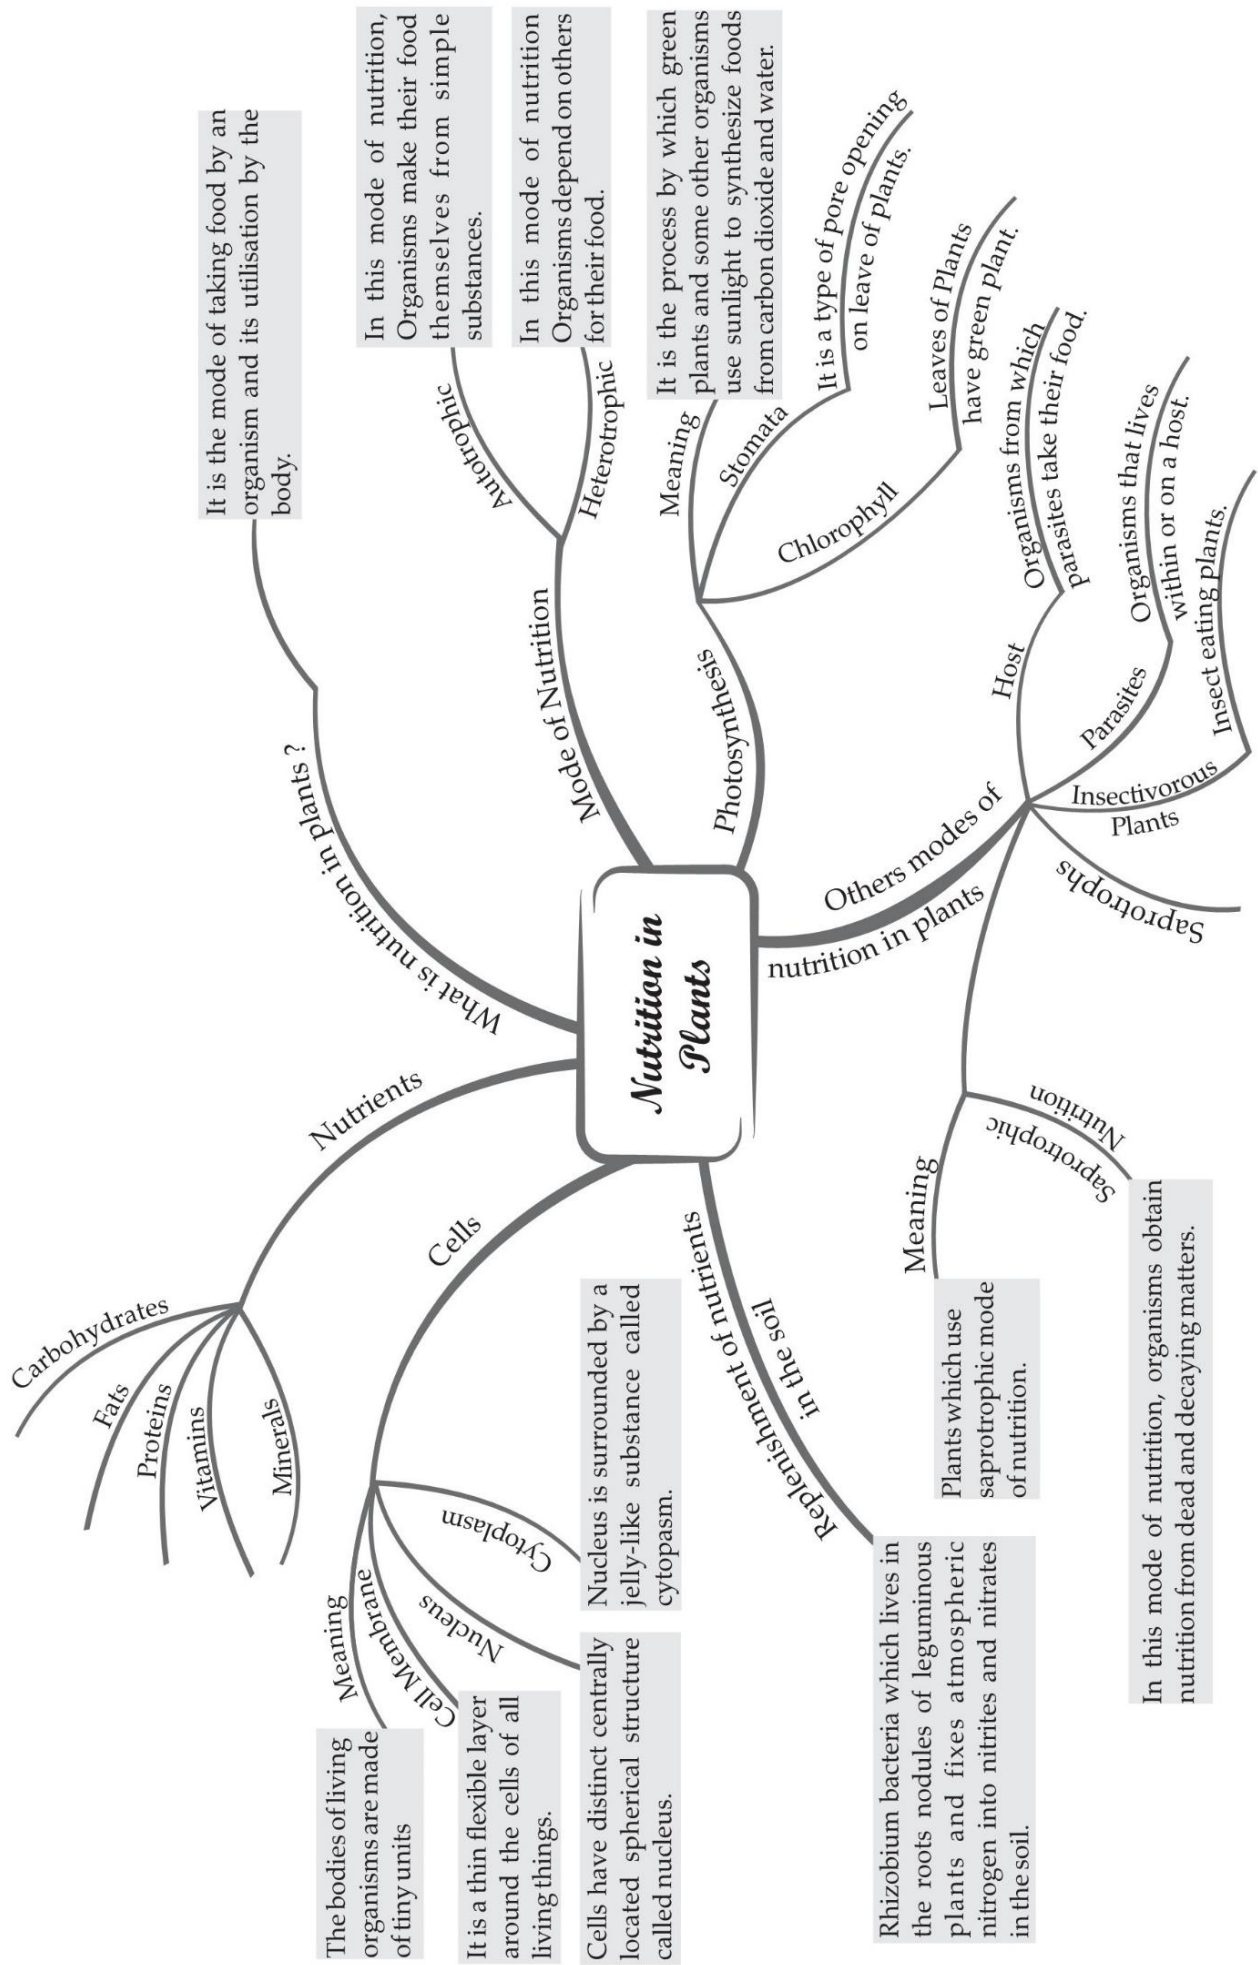 Nutrition in
Plants
What is nutrition in plants ?
It is the mode of taking food by an
organism and its utilisation by the
body.
Mode of Nutrition
Autotrophic
In this mode of nutrition,
Organisms make their food
themselves from simple
substances.
Heterotrophic
In this mode of nutrition
Organisms depend on others
for their food.
Photosynthesis
Meaning
It is the process by which green
plants and some other organisms
use sunlight to synthesize foods
from carbon dioxide and water.
Stomata
It is a type of pore opening
on leave of plants.
Chlorophyll
Leaves of Plants
have green plant.
Others modes of
nutrition in plants
Host
Organisms from which
parasites take their food.
Parasites
Organisms that lives
within or on a host.
Insectivorous
Plants
Insect eating plants.
Saprotrophs
Meaning
Plants which use
saprotrophic mode
of nutrition.
Saprotrophic
Nutrition
In this mode of nutrition, organisms obtain
nutrition from dead and decaying matters.
Replenishment of nutrients
in the soil
Rhizobium bacteria which lives in
the roots nodules of leguminous
plants and fixes atmospheric
nitrogen into nitrites and nitrates
in the soil.
Cells
Meaning
The bodies of living
organisms are made
of tiny units
Cell Membrane
It is a thin flexible layer
around the cells of all
living things.
Nucleus
Cells have distinct centrally
located spherical structure
called nucleus.
Cytoplasm
Nucleus is surrounded by a
jelly-like substance called
cytopasm.
Nutrients
Carbohydrates
Fats
Proteins
Vitamins
Minerals